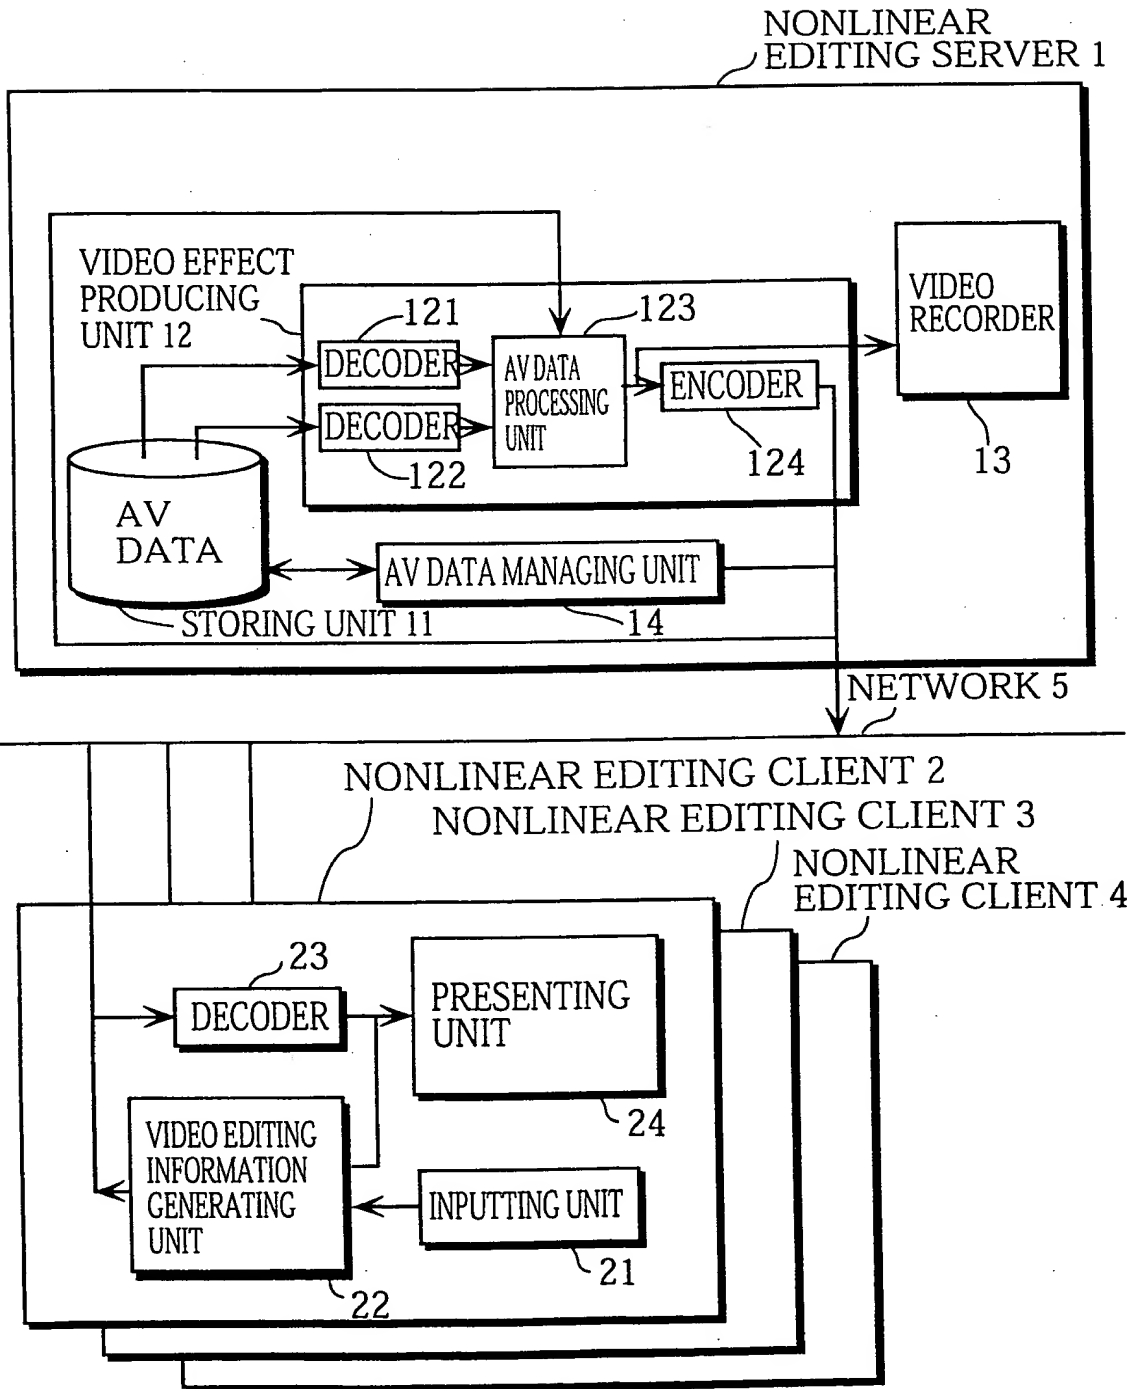 NONLINEAR
EDITING SERVER 1
VIDEO EFFECT
PRODUCING
UNIT 12
121
DECODER
DECODER
122
123
AV DATA
PROCESSING
UNIT
ENCODER
124
VIDEO
RECORDER
13
AV
DATA
STORING UNIT 11
AV DATA MANAGING UNIT
14
NETWORK 5
NONLINEAR EDITING CLIENT 2
NONLINEAR EDITING CLIENT 3
NONLINEAR
EDITING CLIENT 4
23
DECODER
PRESENTING
UNIT
24
VIDEO EDITING
INFORMATION
GENERATING
UNIT
22
INPUTTING UNIT
21